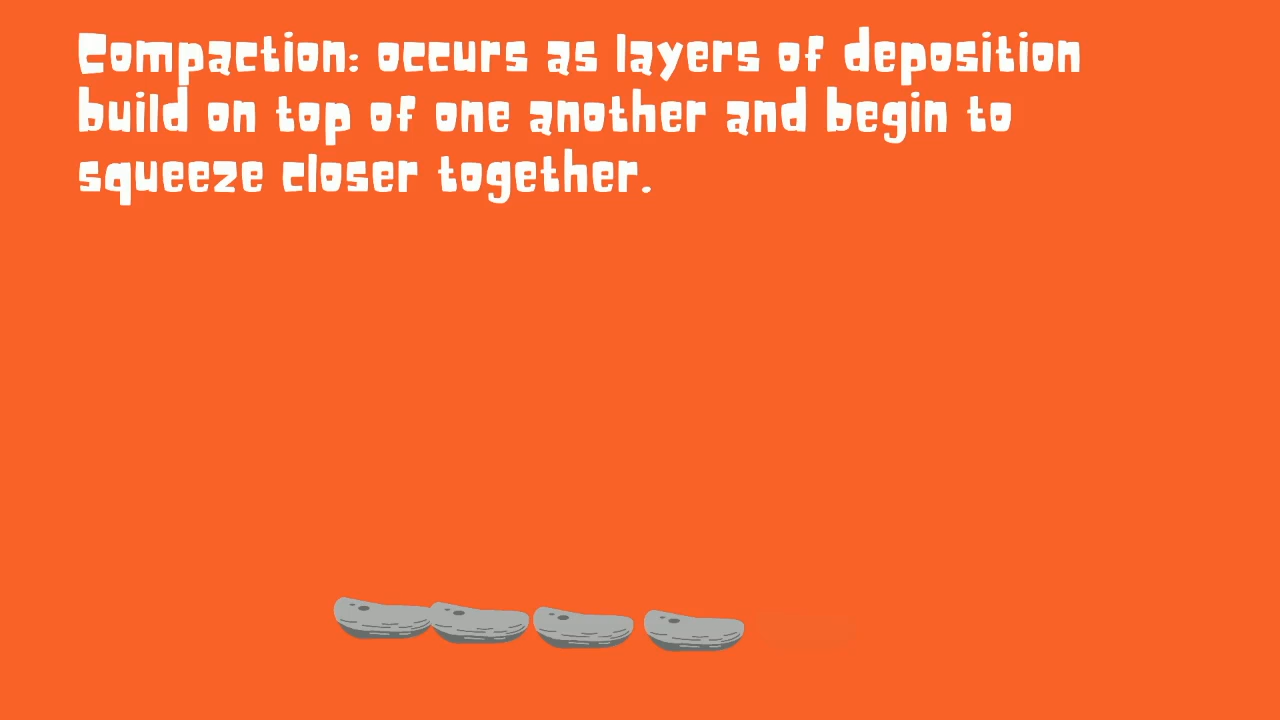 Compaction: occurs as layers of deposition
build on top of one another and begin to
squeeze closer together.